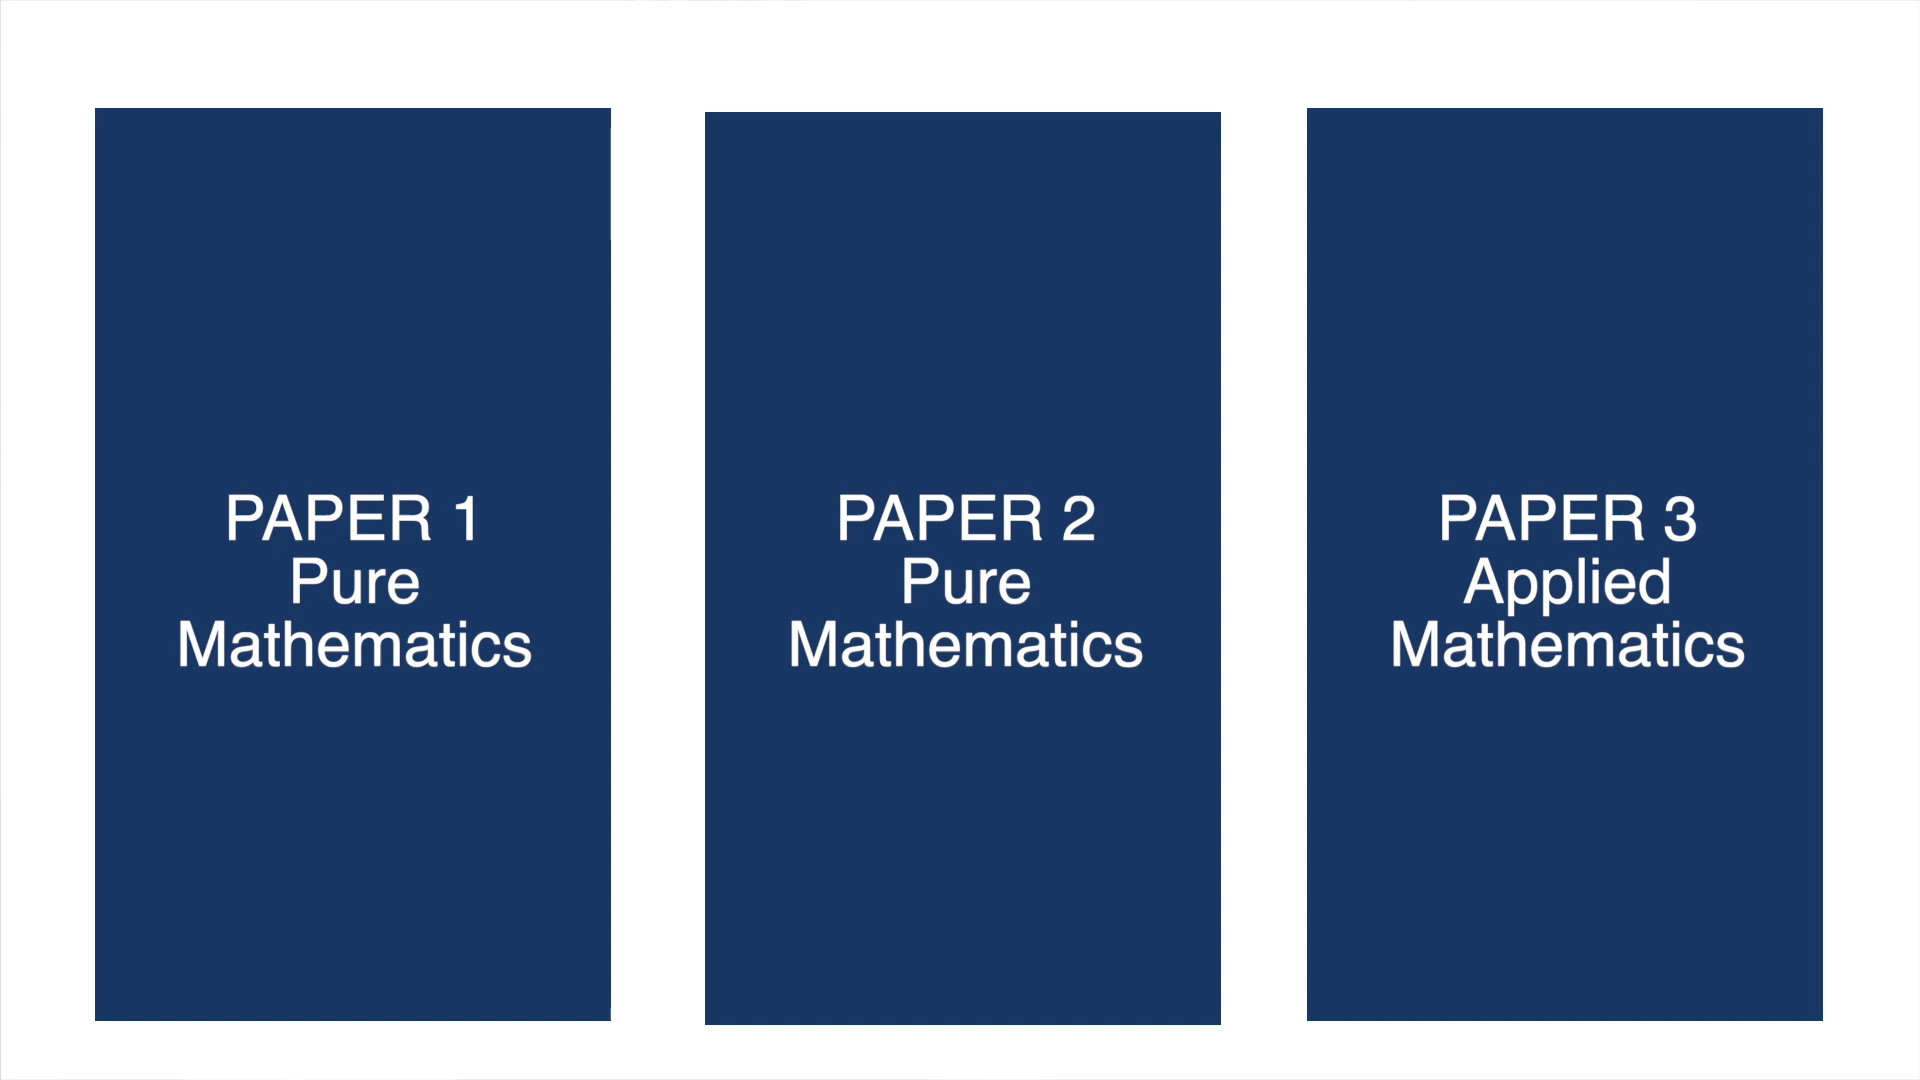 PAPER 1
Pure
Mathematics
PAPER 2
Pure
Mathematics
PAPER 3
Applied
Mathematics